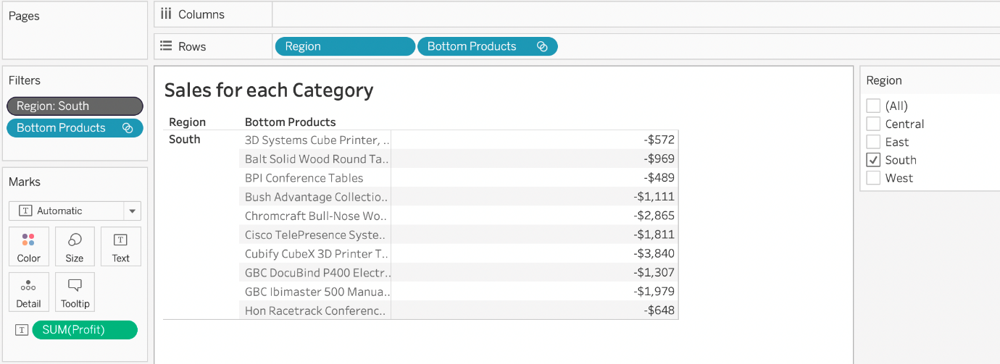 Pages
Columns
Rows
Region
Bottom Products
Filters
Region: South
Bottom Products
Marks
T Automatic
Color
Size
T
Text
Detail
Tooltip
T SUM(Profit)
Sales for each Category
Region Bottom Products
South 3D Systems Cube Printer, .. -$572
Balt Solid Wood Round Ta.. -$969
BPI Conference Tables -$489
Bush Advantage Collectio.. -$1,111
Chromcraft Bull-Nose Wo.. -$2,865
Cisco TelePresence Syste.. -$1,811
Cubify CubeX 3D Printer T.. -$3,840
GBC DocuBind P400 Electr.. -$1,307
GBC Ibimaster 500 Manua.. -$1,979
Hon Racetrack Conferenc.. -$648
Region
(All)
Central
East
South
West